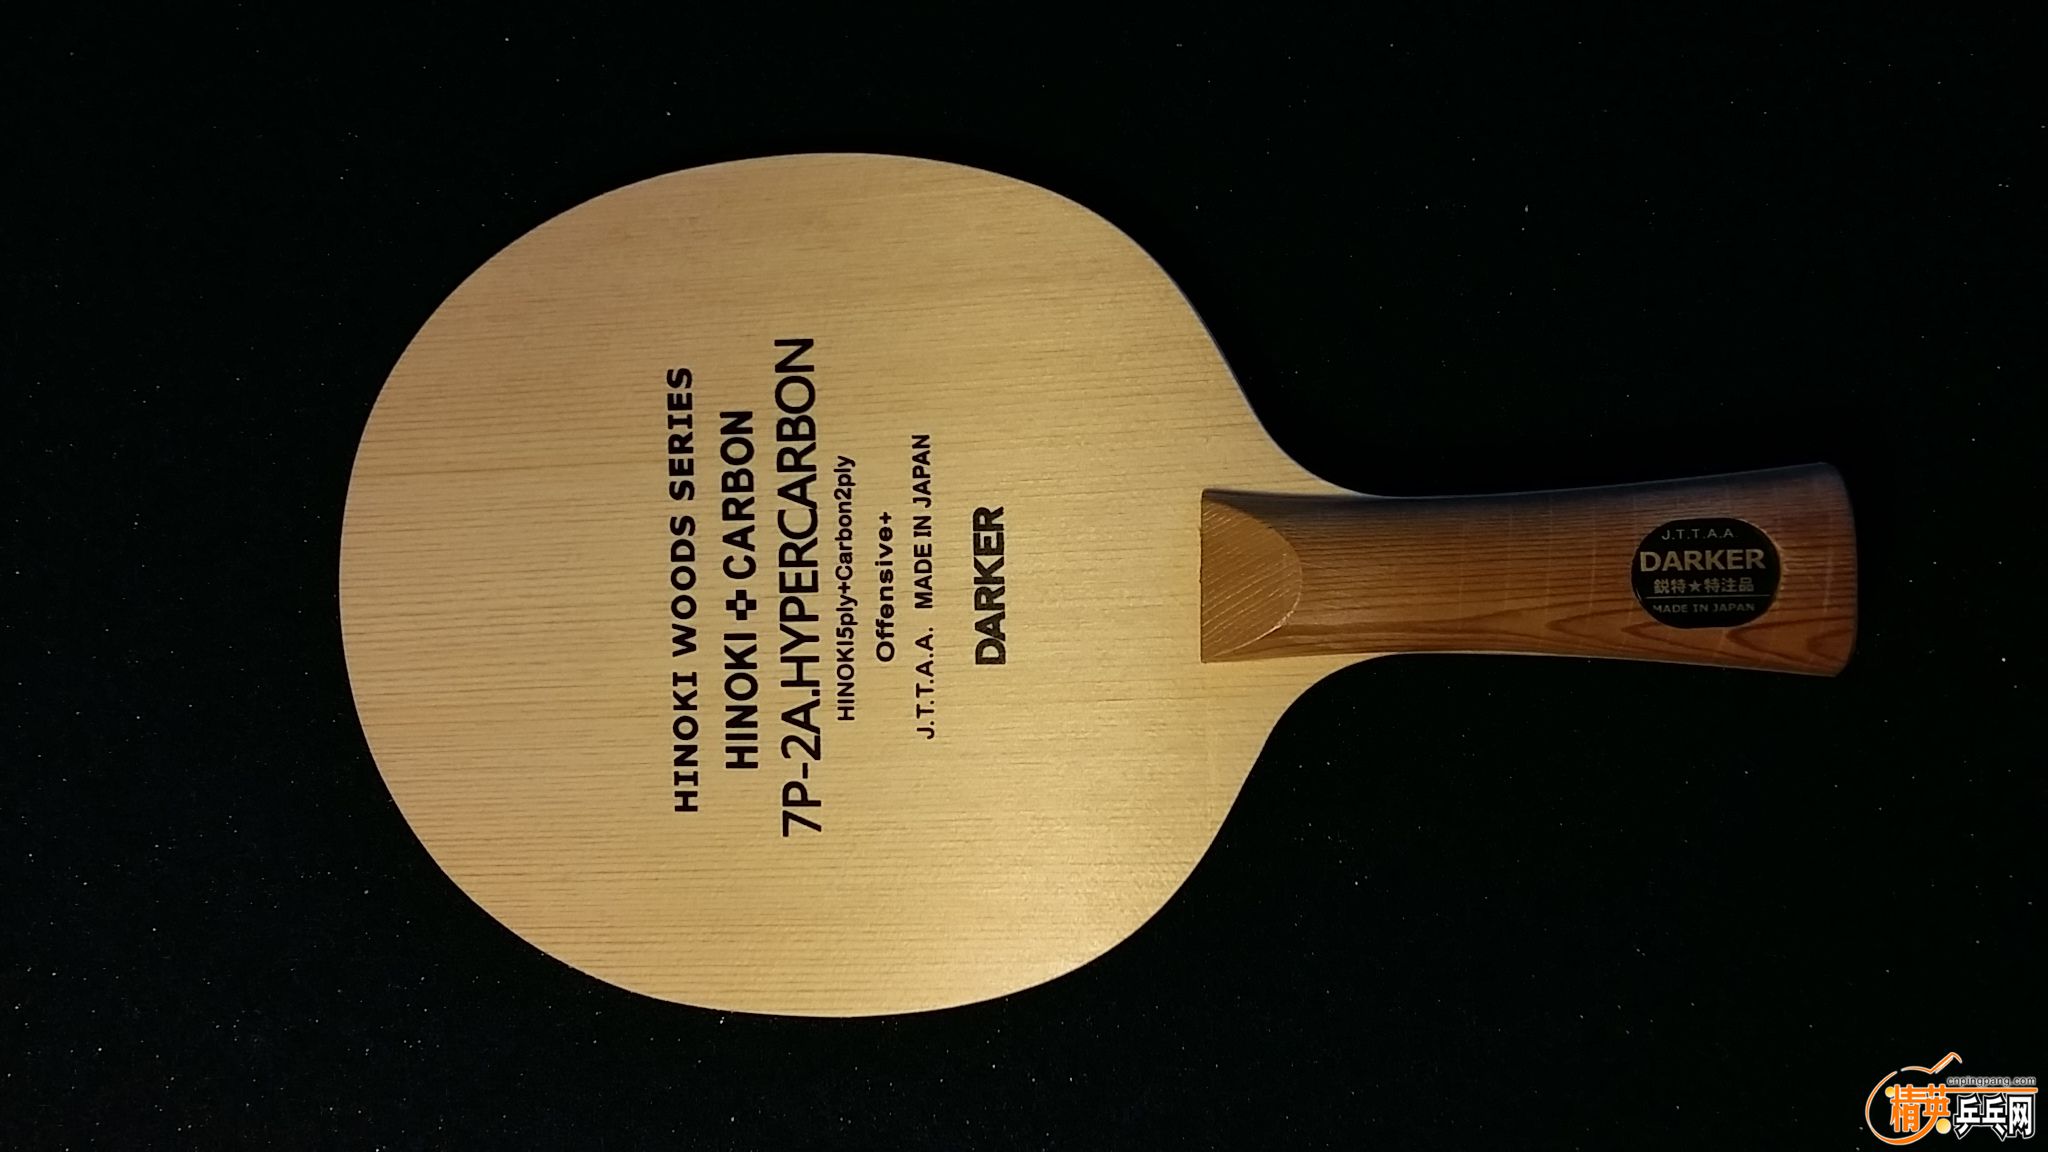 HINOKI WOODS SERIES
HINOKI✚CARBON
7P-2A.HYPERCARBON
HINOKI5ply+Carbon2ply
Offensive+
J.T.T.A.A. MADE IN JAPAN
DARKER
J.T.T.A.A.
DARKER
鋭特★特注品
MADE IN JAPAN
cnpingpang.com
精英乒乓网